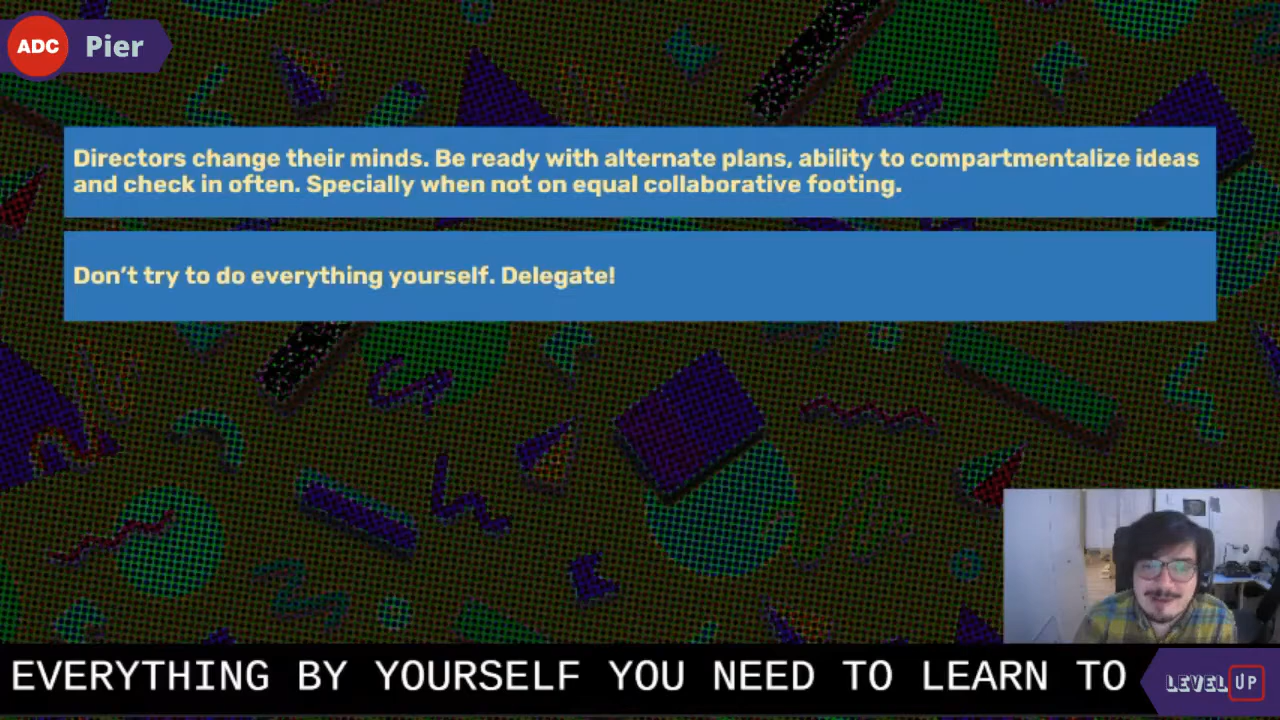 ADC Pier
Directors change their minds. Be ready with alternate plans, ability to compartmentalize ideas
and check in often. Specially when not on equal collaborative footing.
Don’t try to do everything yourself. Delegate!
EVERYTHING BY YOURSELF YOU NEED TO LEARN TO
LEVEL UP